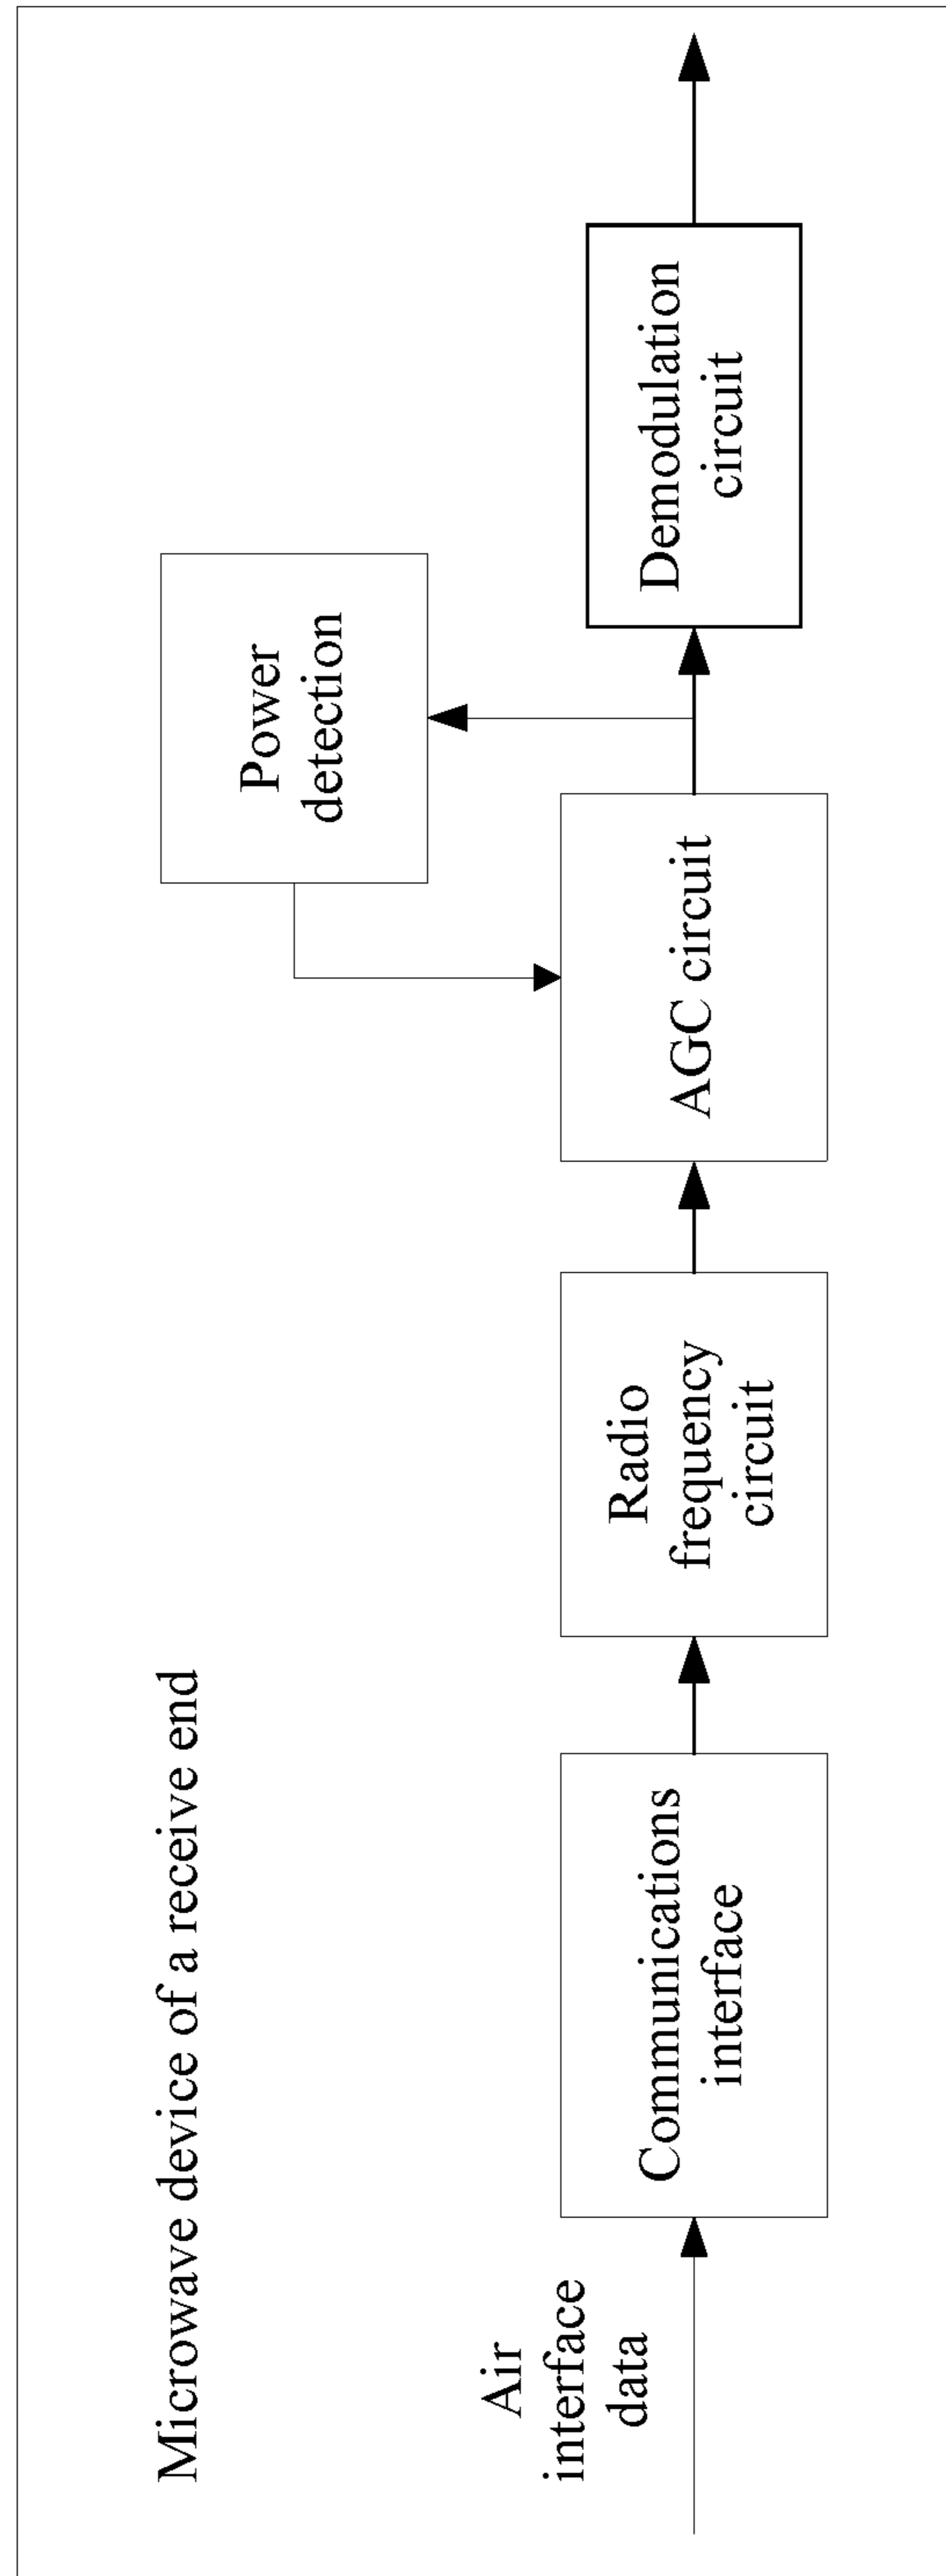 Microwave device of a receive end
Power
detection
Air
interface
data
Communications
interface
Radio
frequency
circuit
AGC circuit
Demodulation
circuit